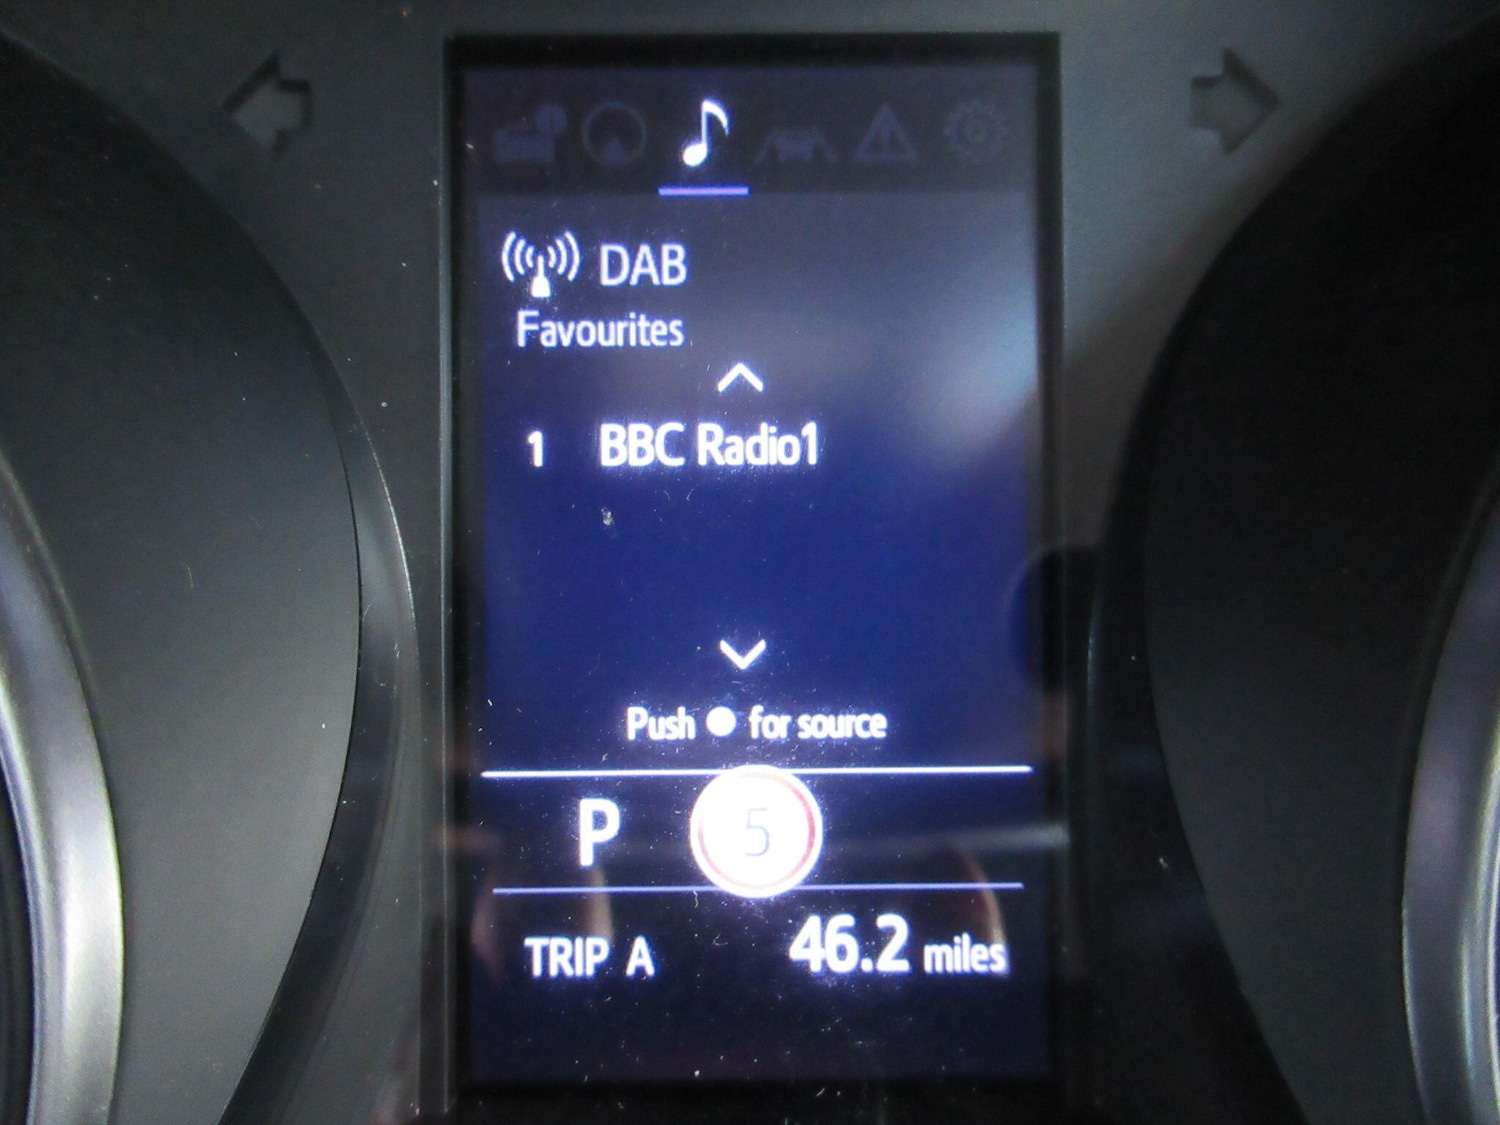 DAB
Favourites
1 BBC Radio1
Push for source
P 5
TRIP A 46.2 miles